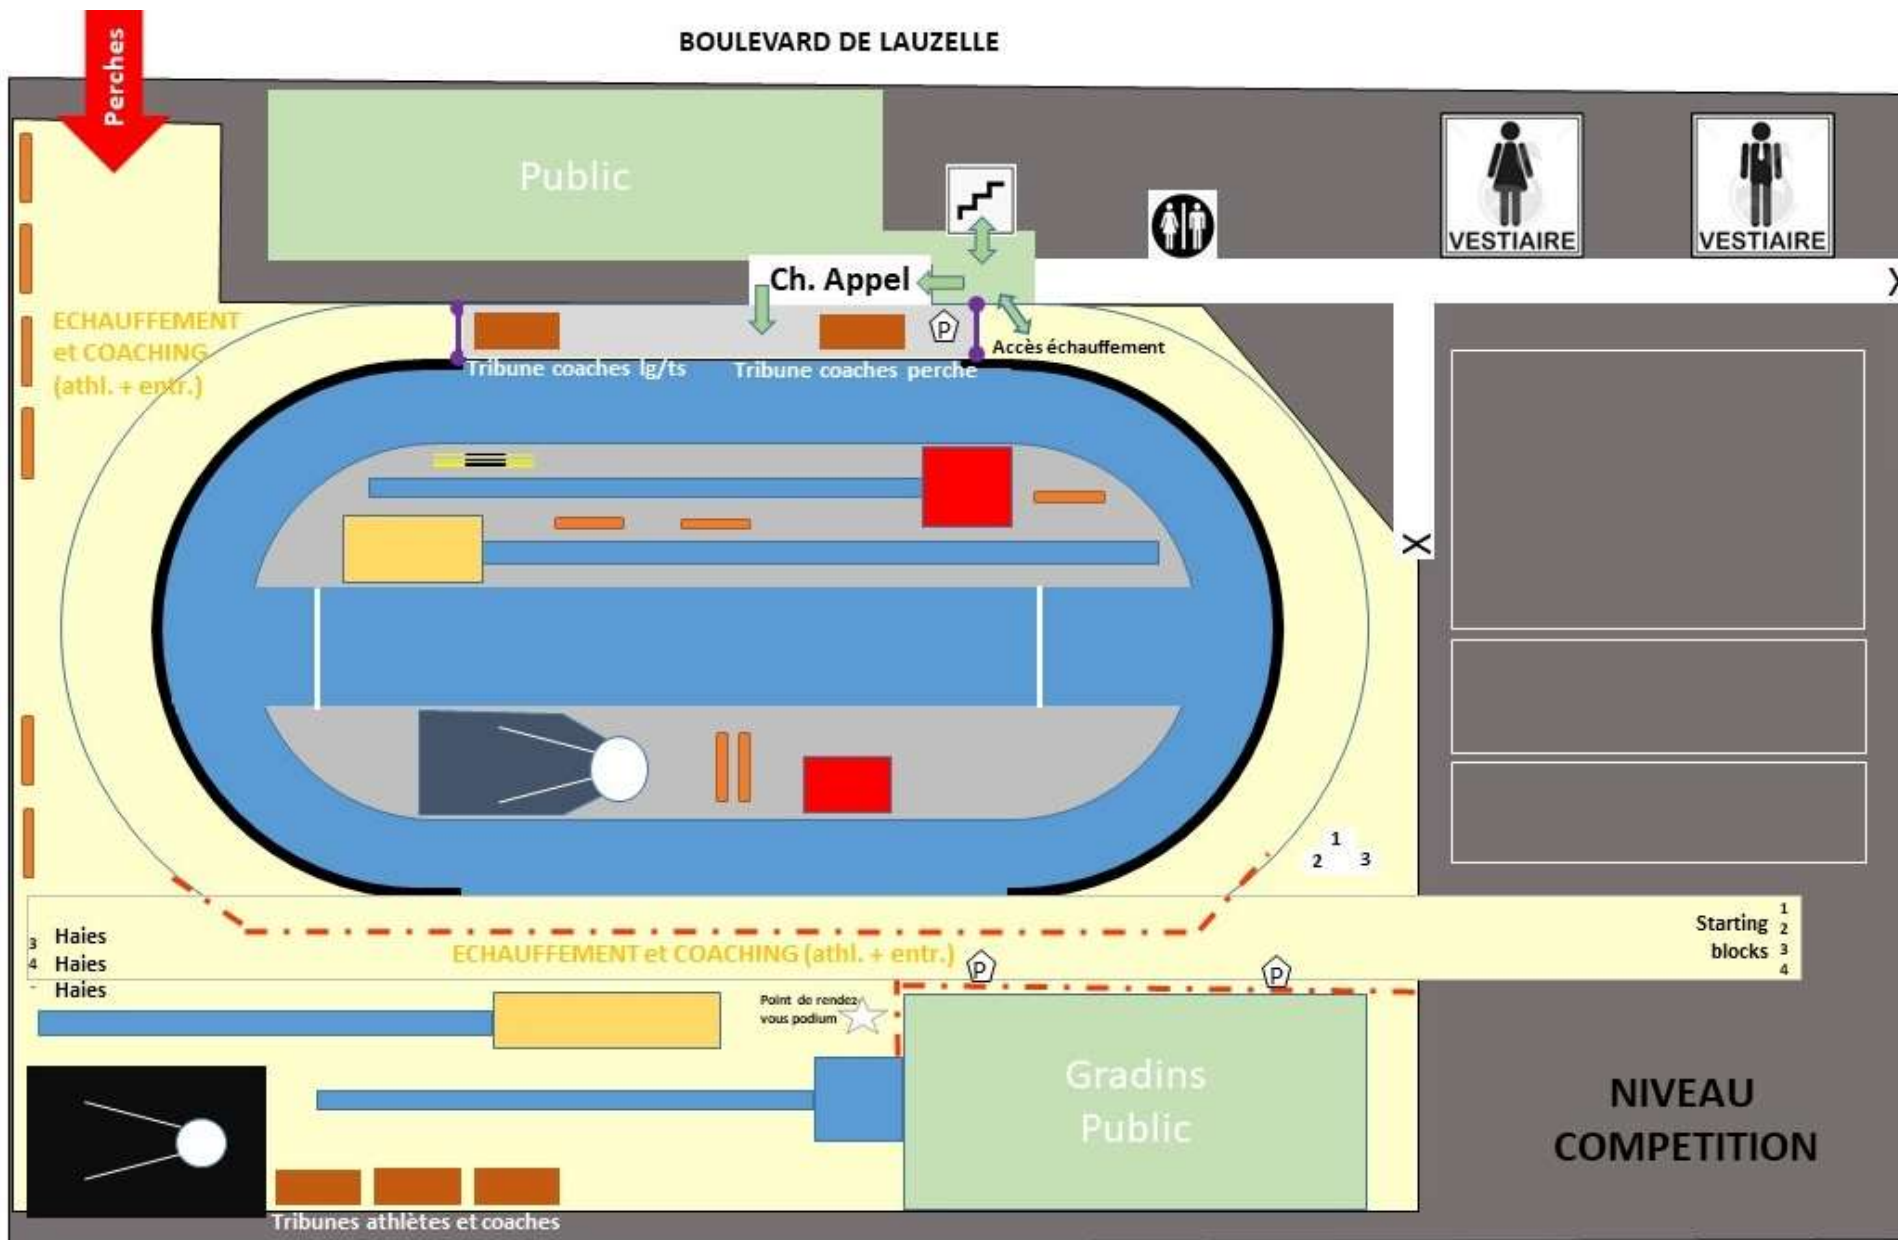 BOULEVARD DE LAUZELLE
Perches
Public
VESTIAIRE
VESTIAIRE
Ch. Appel
ECHAUFFEMENT
et COACHING
(athl. + entr.)
P
Accès échauffement
Tribune coaches lg/ts
Tribune coaches perche
X
X
1
2
3
Haies
3
Haies
4
Haies
-
ECHAUFFEMENT et COACHING (athl. + entr.)
P
P
Starting
blocks
1
2
3
4
Point de rendez
vous podium
Gradins
Public
NIVEAU
COMPETITION
Tribunes athlètes et coaches